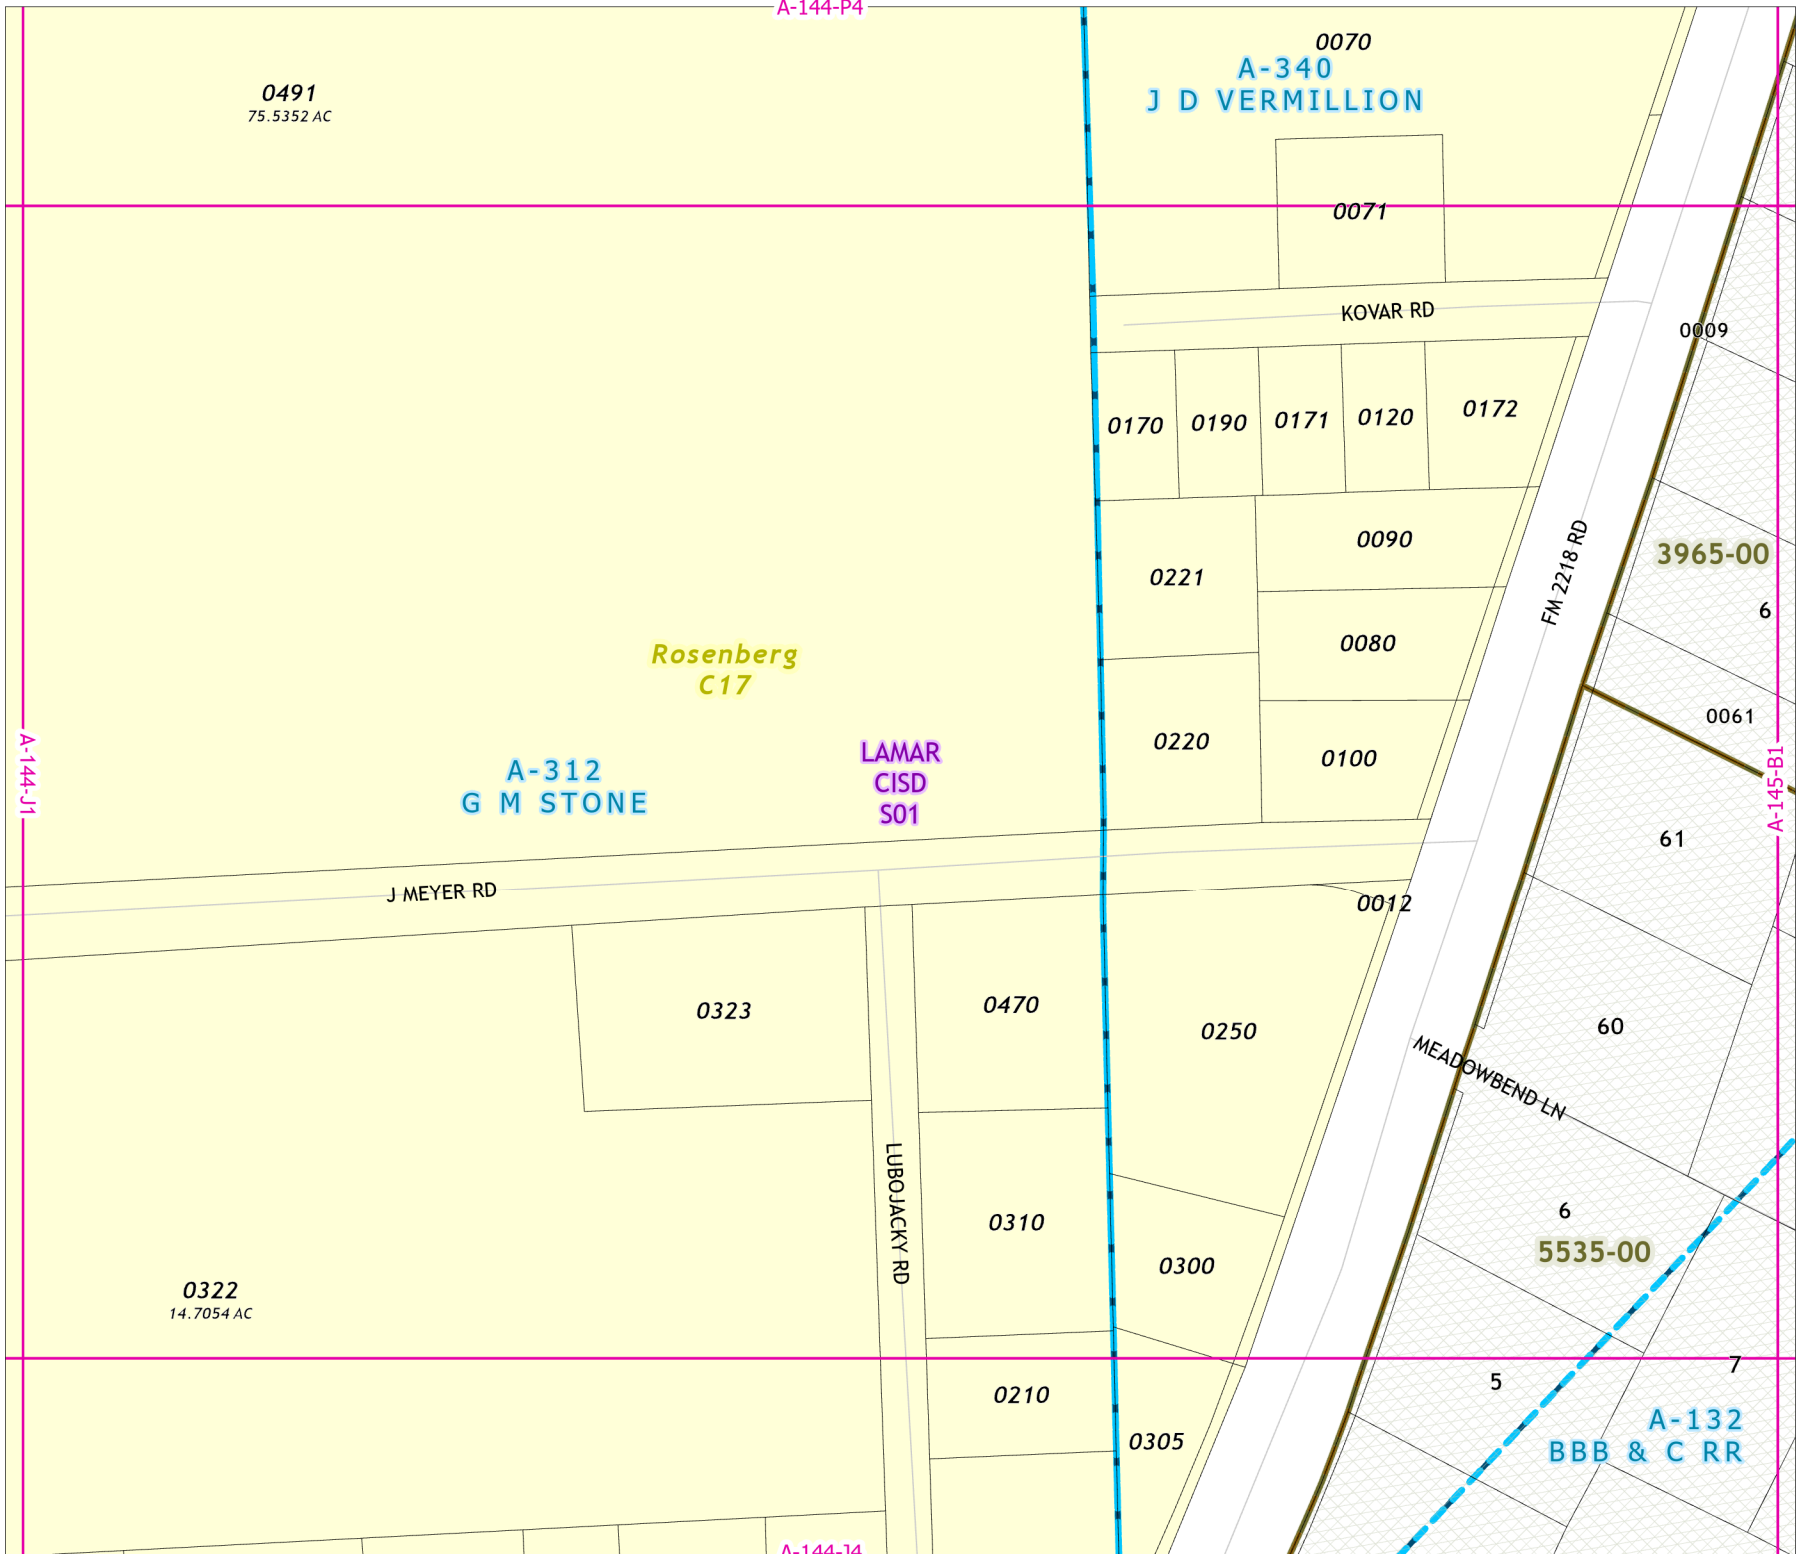 A-144-P4
0070
A-340
J D VERMILLION
0491
75.5352 AC
0071
KOVAR RD
0009
0170
0190
0171
0120
0172
0090
0221
0080
0220
0100
FM 2218 RD
3965-00
6
0061
Rosenberg
C17
LAMAR
CISD
S01
A-312
G M STONE
A-144-J1
A-145-B1
61
J MEYER RD
0012
0323
0470
0250
60
MEADOWBEND LN
LUBOJACKY RD
0310
0300
6
5535-00
0322
14.7054 AC
0210
0305
5
7
A-132
BBB & C RR
A-144-J4